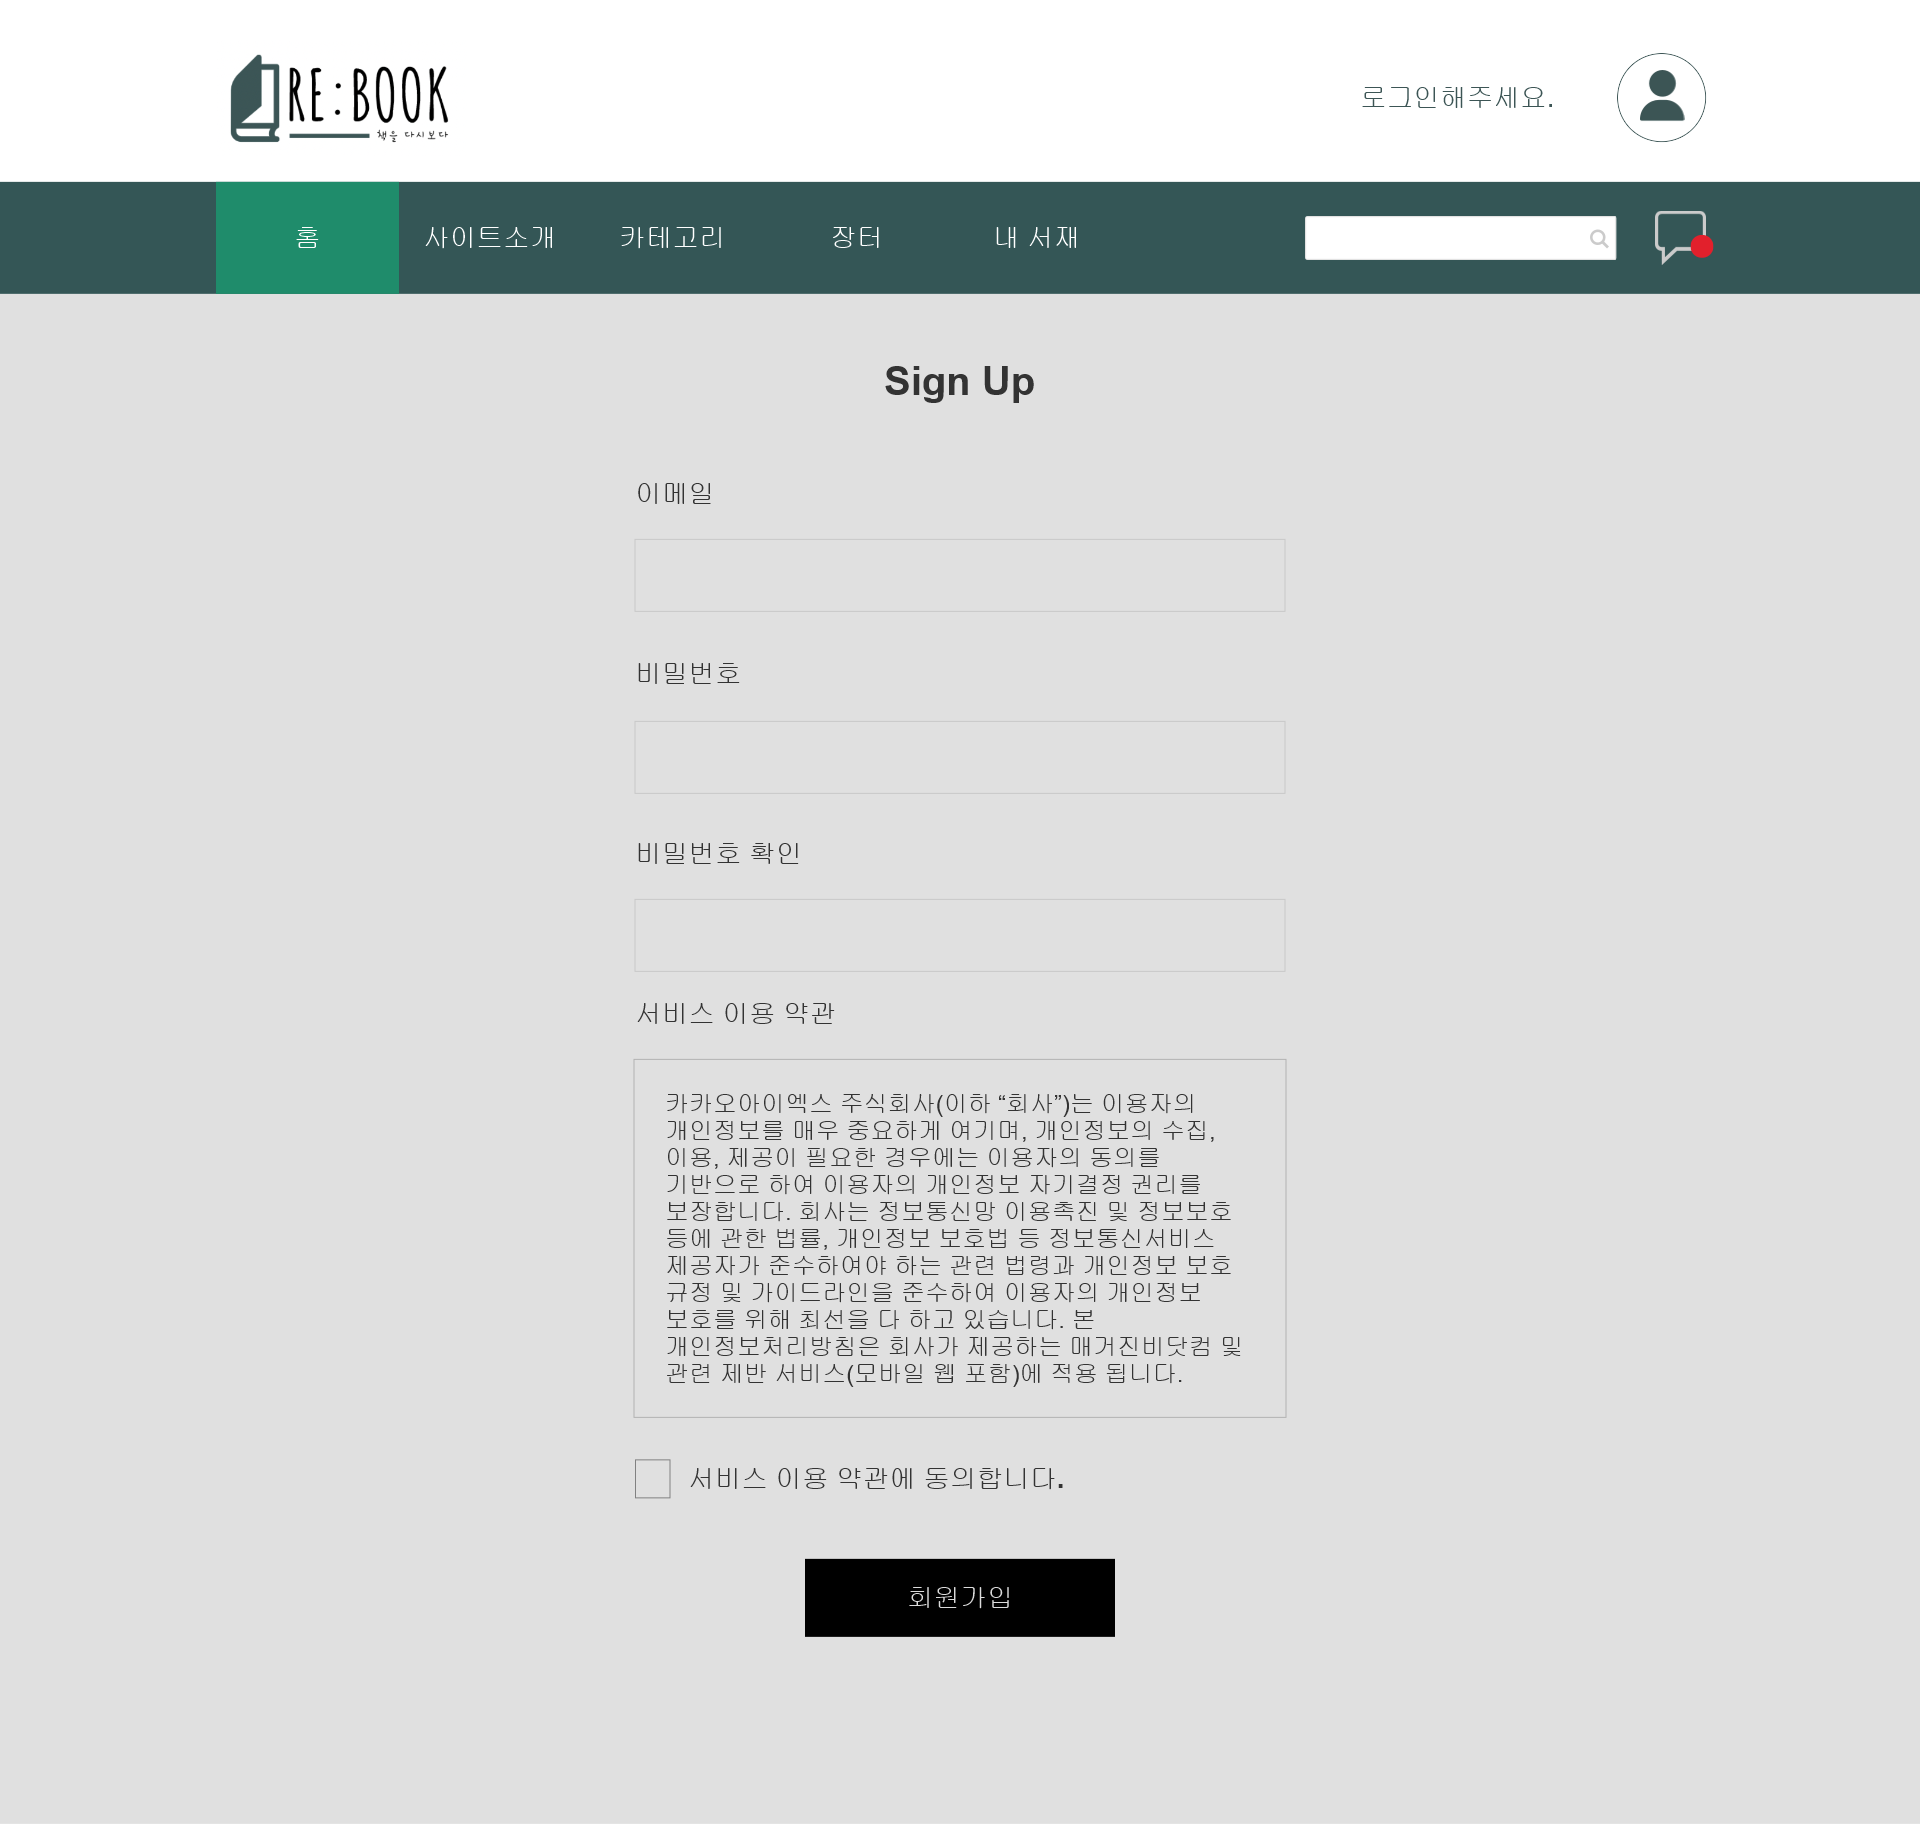 RE:BOOK
책을 다시보다
로그인해주세요.
홈 사이트소개 카테고리 장터 내 서재
Sign Up
이메일
비밀번호
비밀번호 확인
서비스 이용 약관
카카오아이엑스 주식회사(이하 “회사”)는 이용자의
개인정보를 매우 중요하게 여기며, 개인정보의 수집,
이용, 제공이 필요한 경우에는 이용자의 동의를
기반으로 하여 이용자의 개인정보 자기결정 권리를
보장합니다. 회사는 정보통신망 이용촉진 및 정보보호
등에 관한 법률, 개인정보 보호법 등 정보통신서비스
제공자가 준수하여야 하는 관련 법령과 개인정보 보호
규정 및 가이드라인을 준수하여 이용자의 개인정보
보호를 위해 최선을 다 하고 있습니다. 본
개인정보처리방침은 회사가 제공하는 매거진비닷컴 및
관련 제반 서비스(모바일 웹 포함)에 적용 됩니다.
서비스 이용 약관에 동의합니다.
회원가입